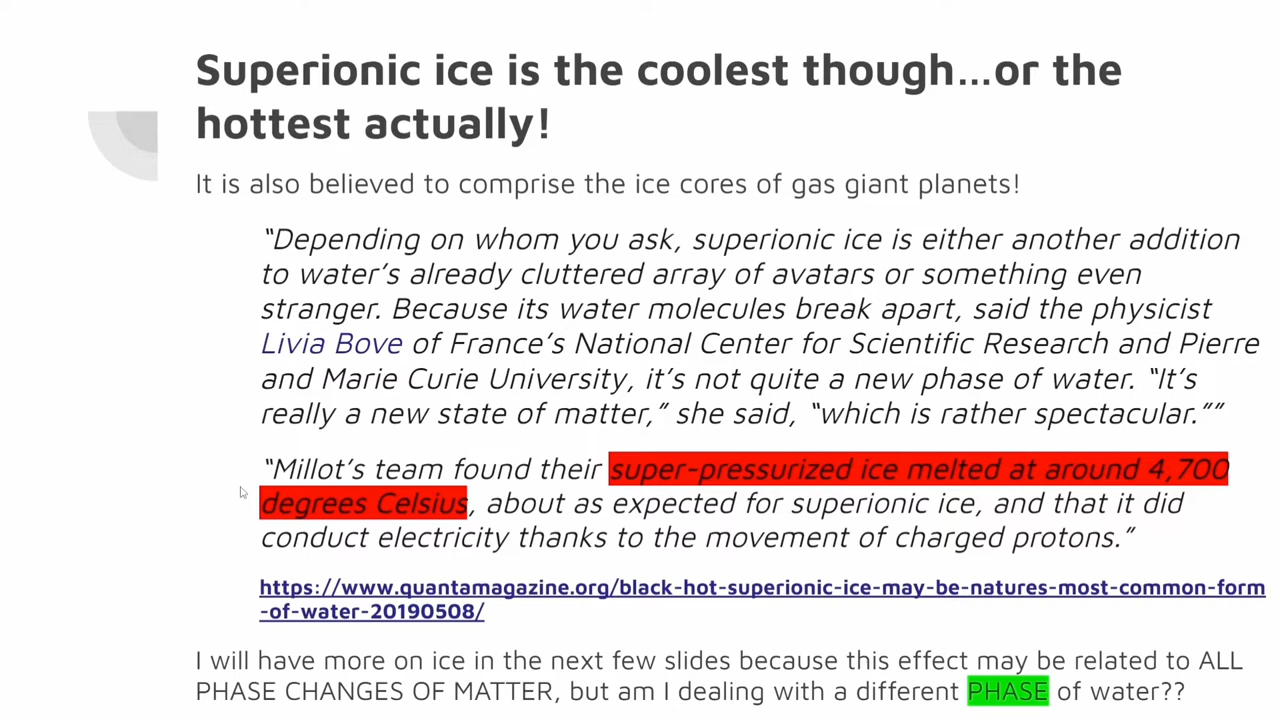 Superionic ice is the coolest though...or the
hottest actually!
It is also believed to comprise the ice cores of gas giant planets!
“Depending on whom you ask, superionic ice is either another addition
to water’s already cluttered array of avatars or something even
stranger. Because its water molecules break apart, said the physicist
Livia Bove of France’s National Center for Scientific Research and Pierre
and Marie Curie University, it’s not quite a new phase of water. “It’s
really a new state of matter,” she said, “which is rather spectacular.””
“Millot’s team found their super-pressurized ice melted at around 4,700
degrees Celsius, about as expected for superionic ice, and that it did
conduct electricity thanks to the movement of charged protons.”
https://www.quantamagazine.org/black-hot-superionic-ice-may-be-natures-most-common-form
-of-water-20190508/
I will have more on ice in the next few slides because this effect may be related to ALL
PHASE CHANGES OF MATTER, but am I dealing with a different PHASE of water??